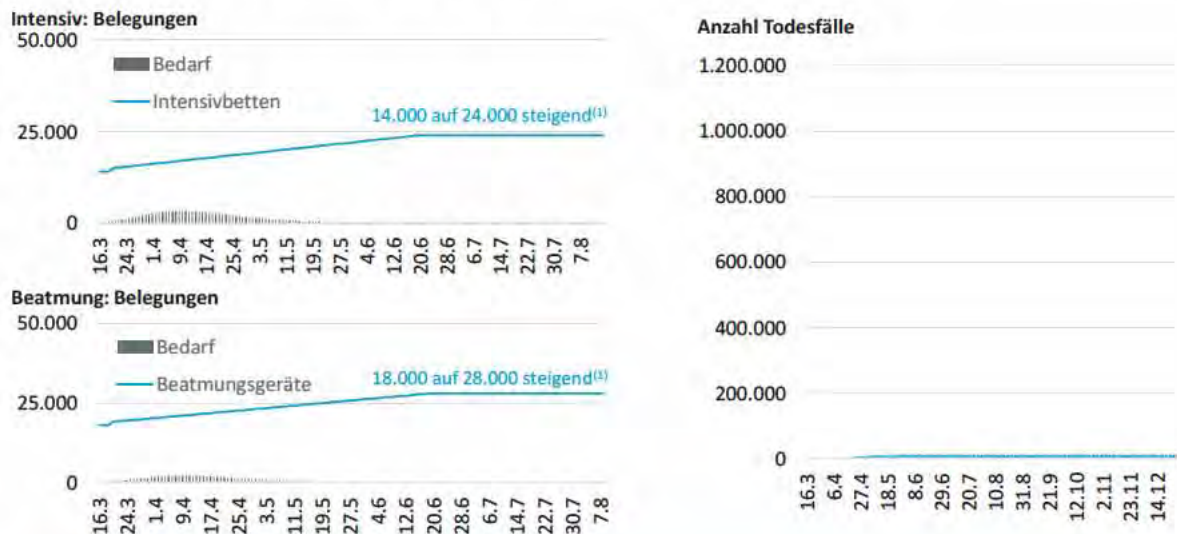 Intensiv: Belegungen
50.000
Bedarf
Intensivbetten
14.000 auf 24.000 steigend(1)
25.000
0
16.3 24.3 1.4 9.4 17.4 25.4 3.5 11.5 19.5 27.5 4.6 12.6 20.6 28.6 6.7 14.7 22.7 30.7 7.8
Beatmung: Belegungen
50.000
Bedarf
Beatmungsgeräte
18.000 auf 28.000 steigend(1)
25.000
0
16.3 24.3 1.4 9.4 17.4 25.4 3.5 11.5 19.5 27.5 4.6 12.6 20.6 28.6 6.7 14.7 22.7 30.7 7.8
Anzahl Todesfälle
1.200.000
1.000.000
800.000
600.000
400.000
200.000
0
16.3 6.4 27.4 18.5 8.6 29.6 20.7 10.8 31.8 21.9 12.10 2.11 23.11 14.12